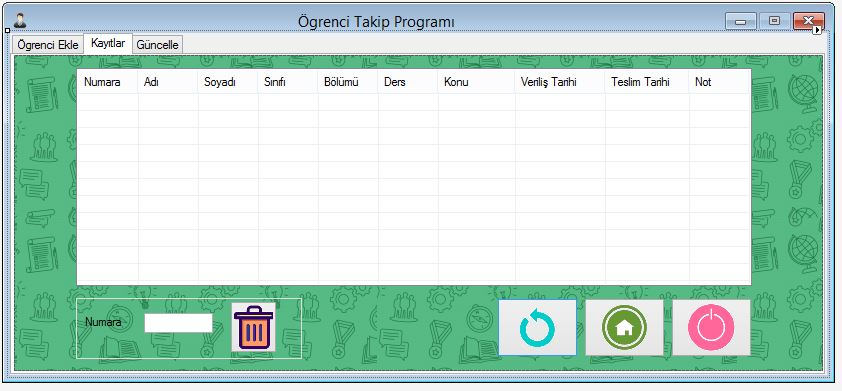 Ögrenci Takip Programı
Ögrenci Ekle Kayıtlar Güncelle
Numara Adı Soyadı Sınıfı Bölümü Ders Konu Veriliş Tarihi Teslim Tarihi Not
Numara